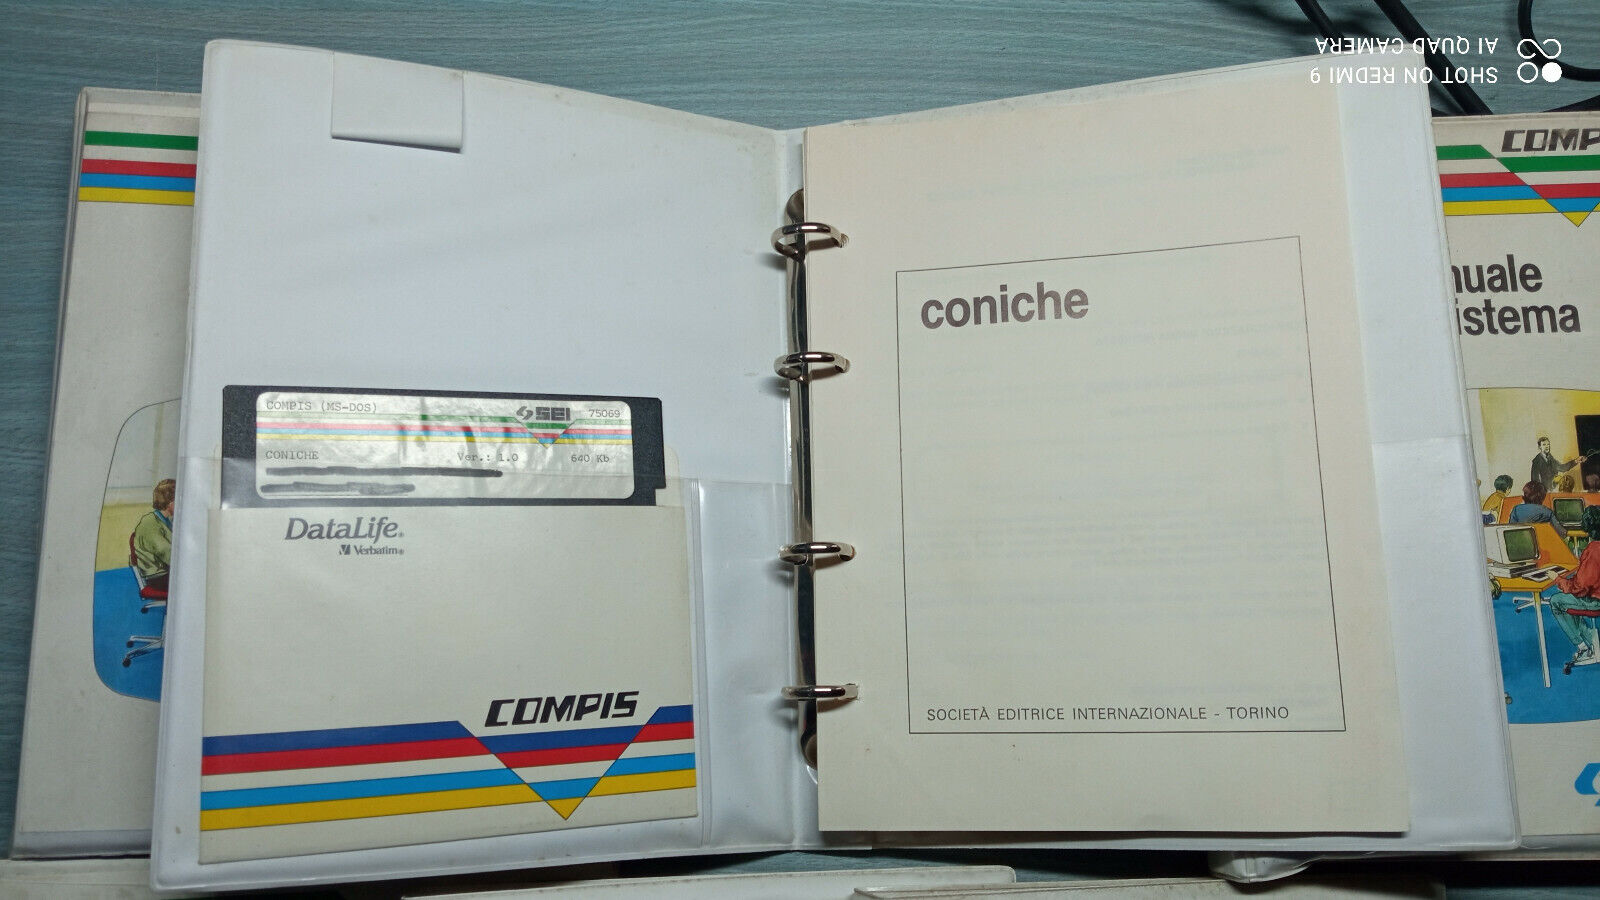 SHOT ON REDMI 9
AI QUAD CAMERA
COMPIS (MS-DOS)
SEI
75069
CONICHE
Ver.: 1.0
640 Kb
DataLife®
Verbatim®
COMPIS
coniche
SOCIETÀ EDITRICE INTERNAZIONALE - TORINO
COMP
nuale
istema